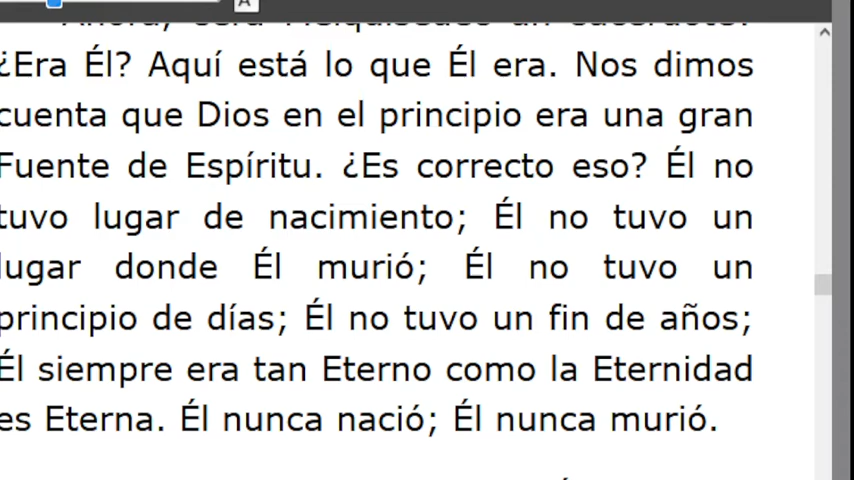 ¿Era Él? Aquí está lo que Él era. Nos dimos
cuenta que Dios en el principio era una gran
Fuente de Espíritu. ¿Es correcto eso? Él no
tuvo lugar de nacimiento; Él no tuvo un
lugar donde Él murió; Él no tuvo un
principio de días; Él no tuvo un fin de años;
Él siempre era tan Eterno como la Eternidad
es Eterna. Él nunca nació; Él nunca murió.